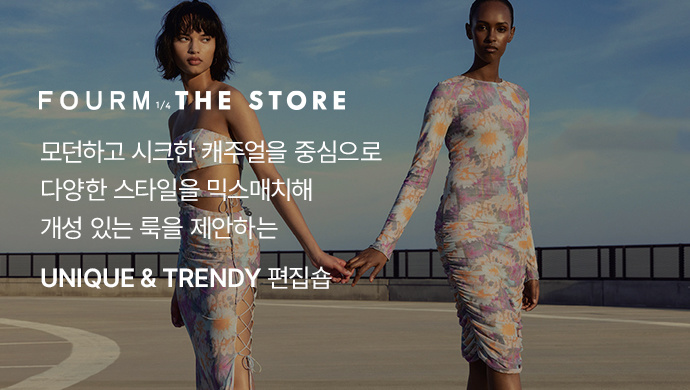 FOURM 1/4 THE STORE
모던하고 시크한 캐주얼을 중심으로
다양한 스타일을 믹스매치해
개성 있는 룩을 제안하는
UNIQUE & TRENDY 편집숍